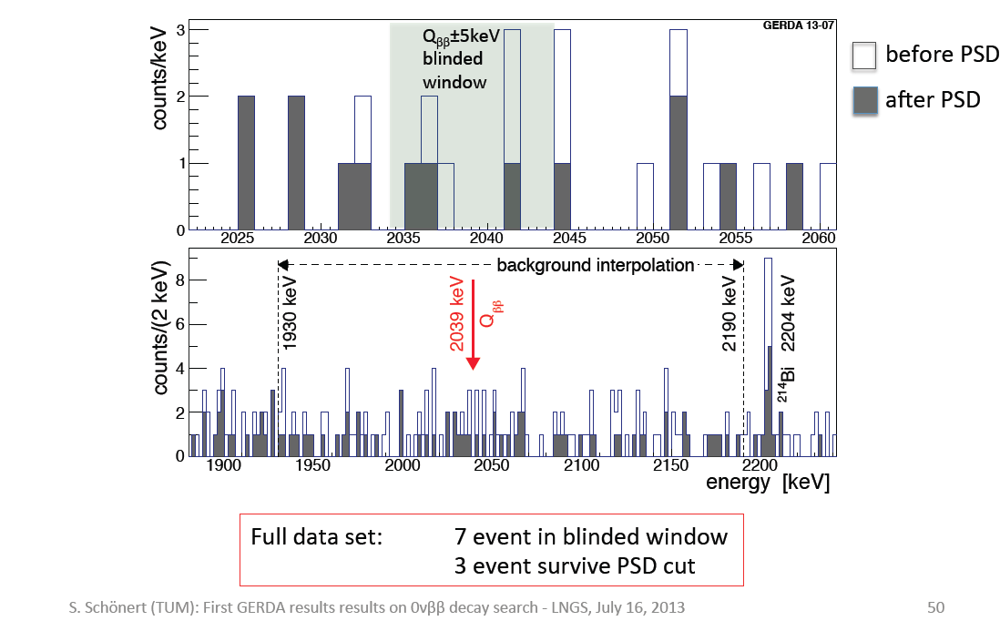 GERDA 13-07
Qββ±5keV
blinded
window
counts/keV
3
2
1
0
2025 2030 2035 2040 2045 2050 2055 2060
before PSD
after PSD
background interpolation
counts/(2 keV)
8
6
4
2
0
1930 keV
2039 keV
Qββ
2190 keV
214Bi 2204 keV
1900 1950 2000 2050 2100 2150 2200
energy [keV]
Full data set: 7 event in blinded window
3 event survive PSD cut
S. Schönert (TUM): First GERDA results results on 0νββ decay search - LNGS, July 16, 2013 50